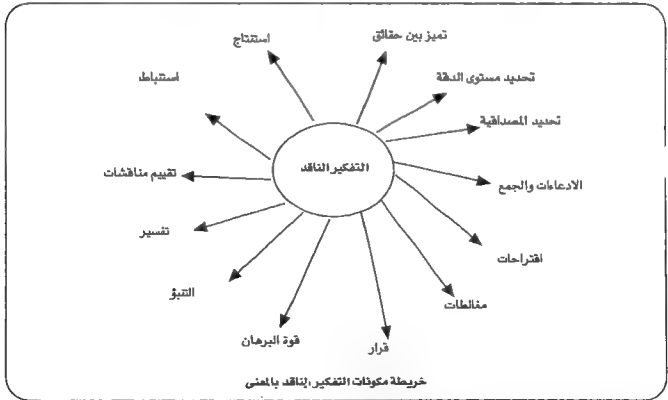 تميز بين حقائق
استنتاج
تحديد مستوى الدقة
استنباط
تحديد المصداقية
التفكير الناقد
تقييم مناقشات
الادعاءات والجمع
تفسير
اقتراحات
التنبؤ
مغالطات
قوة البرهان
قرار
خريطة مكونات التفكير الناقد بالمعنى